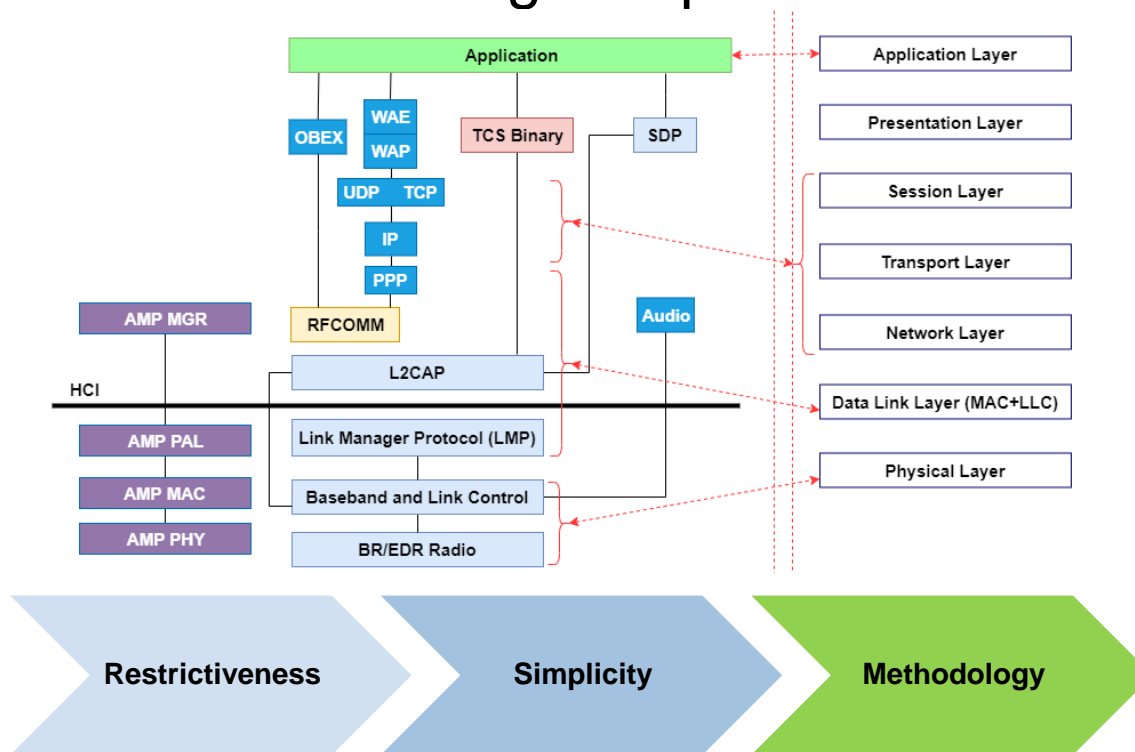 Application
Application Layer
WAE
OBEX
TCS Binary
SDP
Presentation Layer
WAP
UDP TCP
Session Layer
IP
Transport Layer
PPP
AMP MGR
RFCOMM
Audio
Network Layer
L2CAP
HCI
Data Link Layer (MAC+LLC)
AMP PAL
Link Manager Protocol (LMP)
Physical Layer
AMP MAC
Baseband and Link Control
AMP PHY
BR/EDR Radio
Restrictiveness
Simplicity
Methodology